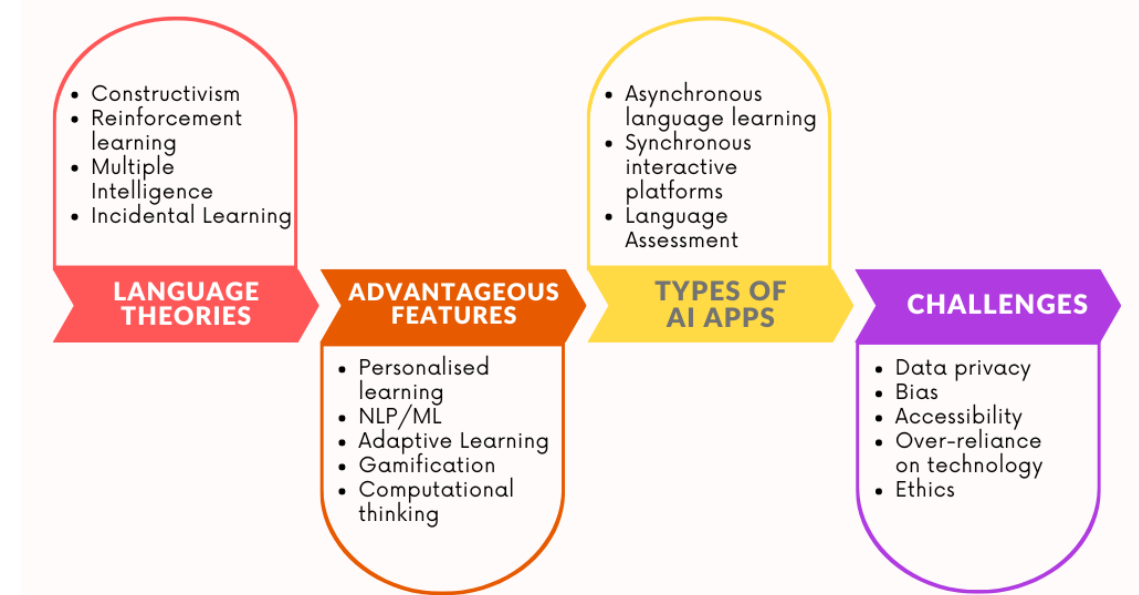 • Constructivism
• Reinforcement
learning
• Multiple
Intelligence
• Incidental Learning
LANGUAGE
THEORIES
ADVANTAGEOUS
FEATURES
• Personalised
learning
• NLP/ML
• Adaptive Learning
• Gamification
• Computational
thinking
• Asynchronous
language learning
• Synchronous
interactive
platforms
• Language
Assessment
TYPES OF
AI APPS
CHALLENGES
• Data privacy
• Bias
• Accessibility
• Over-reliance
on technology
• Ethics